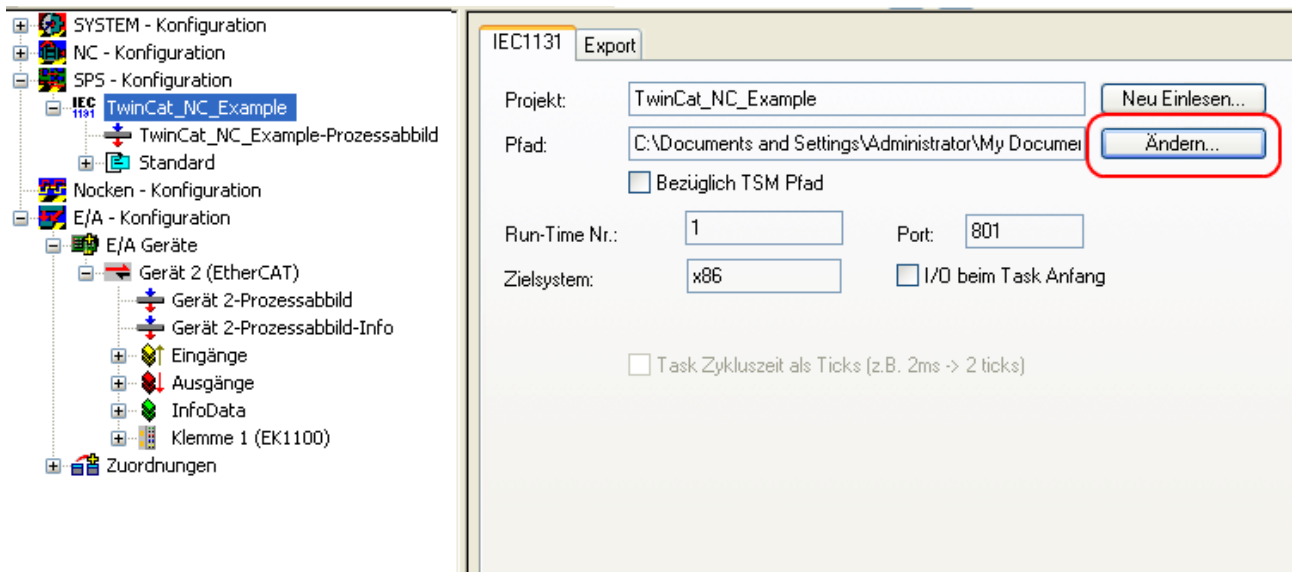 SYSTEM - Konfiguration
NC - Konfiguration
SPS - Konfiguration
IEC 1131 TwinCat_NC_Example
TwinCat_NC_Example-Prozessabbild
Standard
Nocken - Konfiguration
E/A - Konfiguration
E/A Geräte
Gerät 2 (EtherCAT)
Gerät 2-Prozessabbild
Gerät 2-Prozessabbild-Info
Eingänge
Ausgänge
InfoData
Klemme 1 (EK1100)
Zuordnungen
IEC1131 Export
Projekt: TwinCat_NC_Example Neu Einlesen...
Pfad: C:\Documents and Settings\Administrator\My Documen Ändern...
Bezüglich TSM Pfad
Run-Time Nr.: 1 Port: 801
Zielsystem: x86 I/O beim Task Anfang
Task Zykluszeit als Ticks (z.B. 2ms -> 2 ticks)